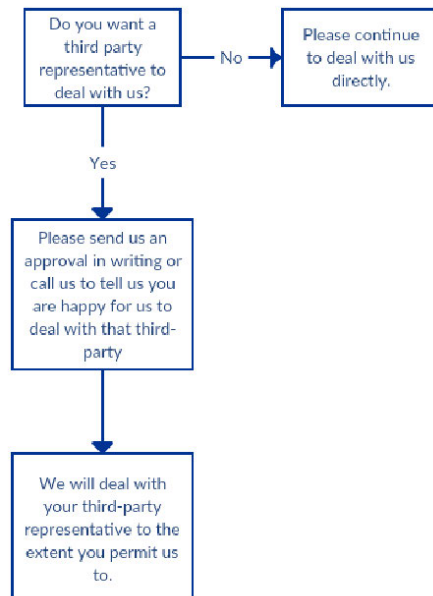 Do you want a
third party
representative to
deal with us?
No
Please continue
to deal with us
directly.
Yes
Please send us an
approval in writing or
call us to tell us you
are happy for us to
deal with that third-
party
We will deal with
your third-party
representative to the
extent you permit us
to.